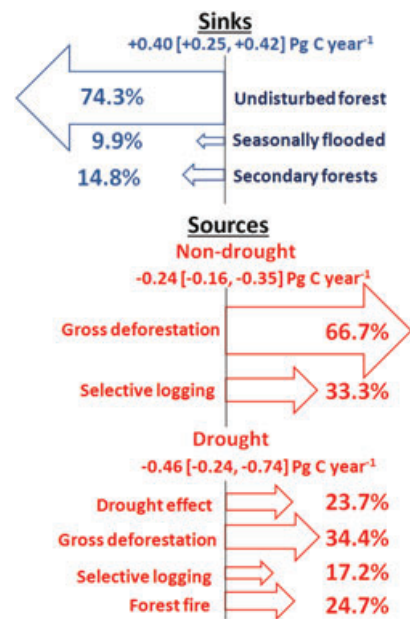 Sinks
+0.40 [+0.25, +0.42] Pg C year⁻¹
74.3% Undisturbed forest
9.9% Seasonally flooded
14.8% Secondary forests
Sources
Non-drought
-0.24 [-0.16, -0.35] Pg C year⁻¹
Gross deforestation 66.7%
Selective logging 33.3%
Drought
-0.46 [-0.24, -0.74] Pg C year⁻¹
Drought effect 23.7%
Gross deforestation 34.4%
Selective logging 17.2%
Forest fire 24.7%